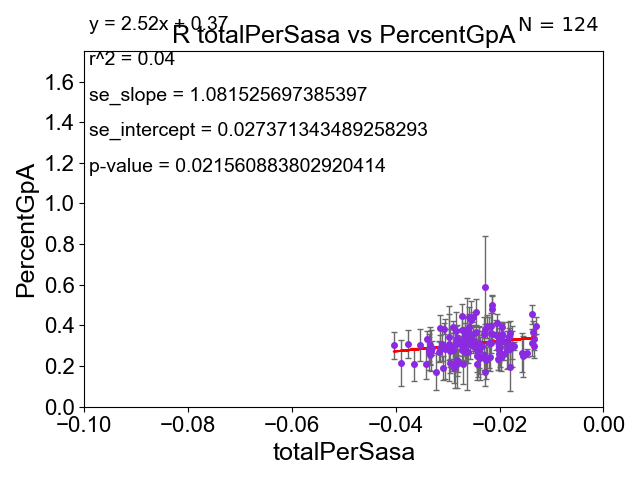 y = 2.52x + 0.37
N = 124
R totalPerSasa vs PercentGpA
r^2 = 0.04
se_slope = 1.081525697385397
se_intercept = 0.027371343489258293
p-value = 0.021560883802920414
PercentGpA
1.6
1.4
1.2
1.0
0.8
0.6
0.4
0.2
0.0
−0.10 −0.08 −0.06 −0.04 −0.02 0.00
totalPerSasa